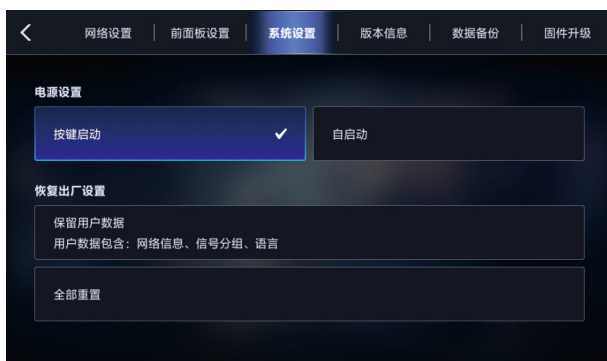 网络设置 前面板设置 系统设置 版本信息 数据备份 固件升级
电源设置
按键启动 自启动
恢复出厂设置
保留用户数据
用户数据包含：网络信息、信号分组、语言
全部重置